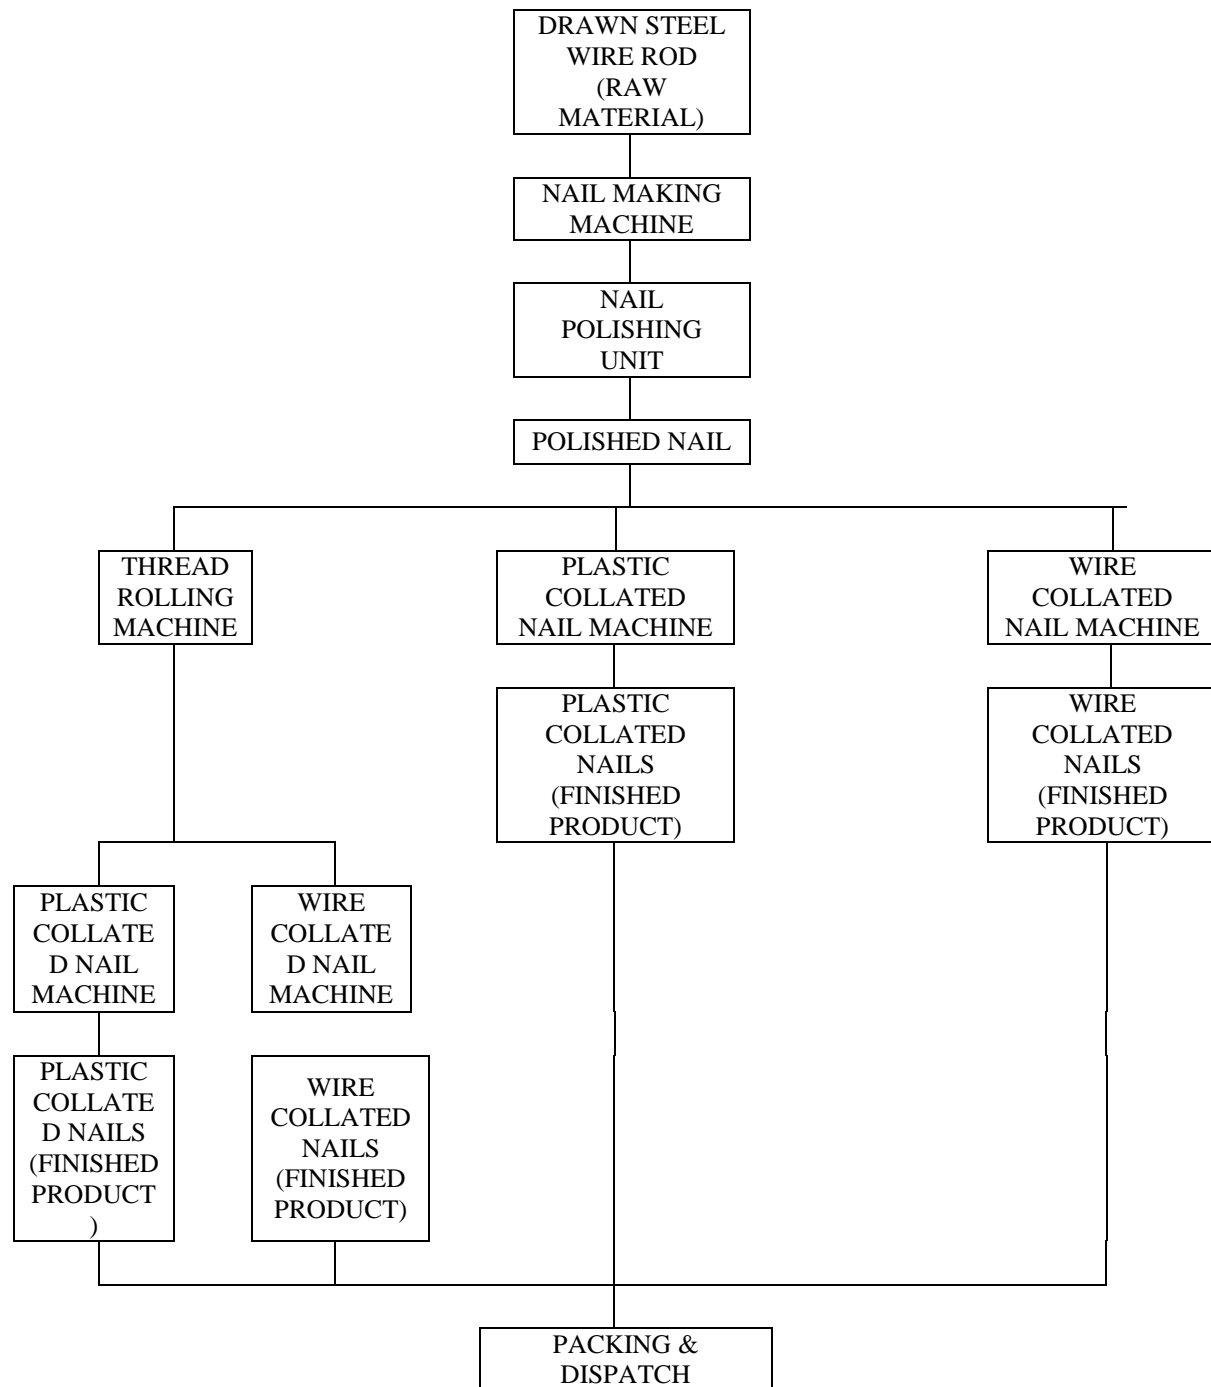 DRAWN STEEL
WIRE ROD
(RAW
MATERIAL)
NAIL MAKING
MACHINE
NAIL
POLISHING
UNIT
POLISHED NAIL
THREAD
ROLLING
MACHINE
PLASTIC
COLLATED
NAIL MACHINE
WIRE
COLLATED
NAIL MACHINE
PLASTIC
COLLATED
NAILS
(FINISHED
PRODUCT)
WIRE
COLLATED
NAILS
(FINISHED
PRODUCT)
PLASTIC
COLLATE
D NAIL
MACHINE
WIRE
COLLATE
D NAIL
MACHINE
PLASTIC
COLLATE
D NAILS
(FINISHED
PRODUCT
)
WIRE
COLLATED
NAILS
(FINISHED
PRODUCT)
PACKING &
DISPATCH